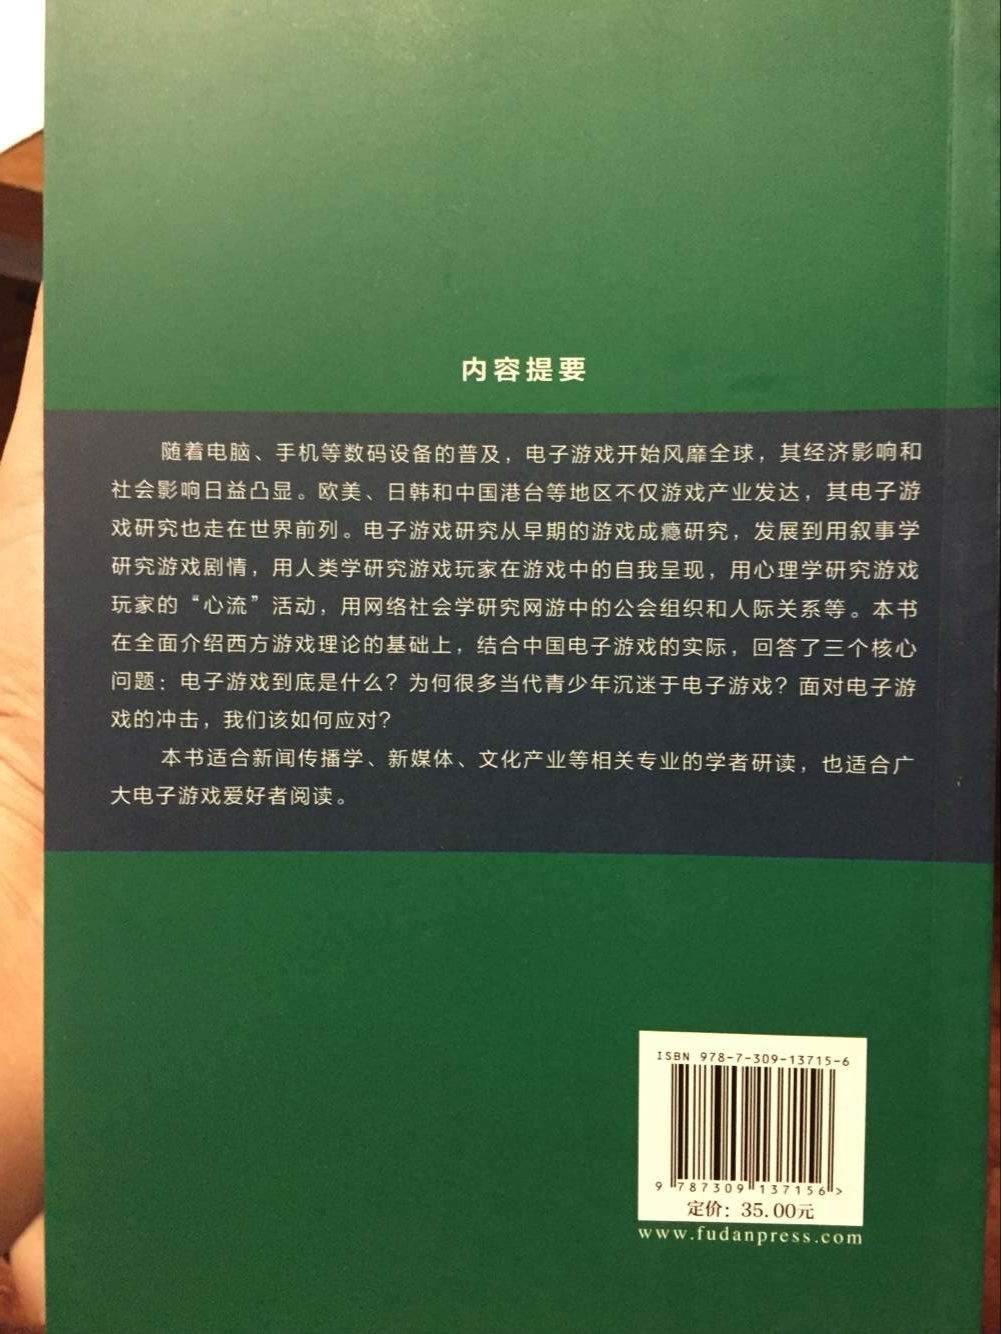 内容提要
随着电脑、手机等数码设备的普及，电子游戏开始风靡全球，其经济影响和
社会影响日益凸显。欧美、日韩和中国港台等地区不仅游戏产业发达，其电子游
戏研究也走在世界前列。电子游戏研究从早期的游戏成瘾研究，发展到用叙事学
研究游戏剧情，用人类学研究游戏玩家在游戏中的自我呈现，用心理学研究游戏
玩家的“心流”活动，用网络社会学研究网游中的公会组织和人际关系等。本书
在全面介绍西方游戏理论的基础上，结合中国电子游戏的实际，回答了三个核心
问题：电子游戏到底是什么？为何很多当代青少年沉迷于电子游戏？面对电子游
戏的冲击，我们该如何应对？
本书适合新闻传播学、新媒体、文化产业等相关专业的学者研读，也适合广
大电子游戏爱好者阅读。
ISBN 978-7-309-13715-6
9 787309 137156 >
定价：35.00元
www.fudanpress.com